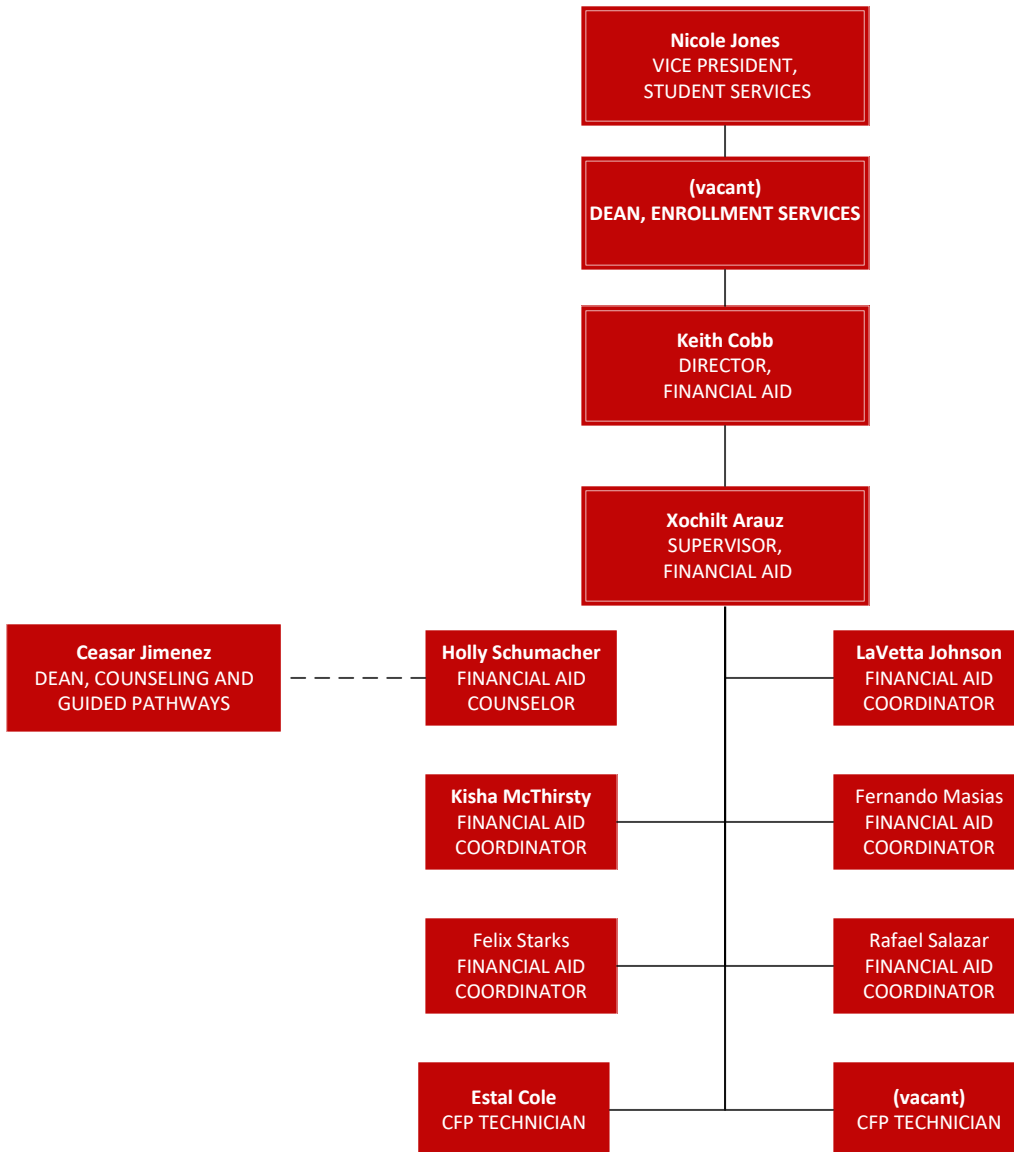 Nicole Jones
VICE PRESIDENT,
STUDENT SERVICES
(vacant)
DEAN, ENROLLMENT SERVICES
Keith Cobb
DIRECTOR,
FINANCIAL AID
Xochilt Arauz
SUPERVISOR,
FINANCIAL AID
Ceasar Jimenez
DEAN, COUNSELING AND
GUIDED PATHWAYS
Holly Schumacher
FINANCIAL AID
COUNSELOR
LaVetta Johnson
FINANCIAL AID
COORDINATOR
Kisha McThirsty
FINANCIAL AID
COORDINATOR
Fernando Masias
FINANCIAL AID
COORDINATOR
Felix Starks
FINANCIAL AID
COORDINATOR
Rafael Salazar
FINANCIAL AID
COORDINATOR
Estal Cole
CFP TECHNICIAN
(vacant)
CFP TECHNICIAN